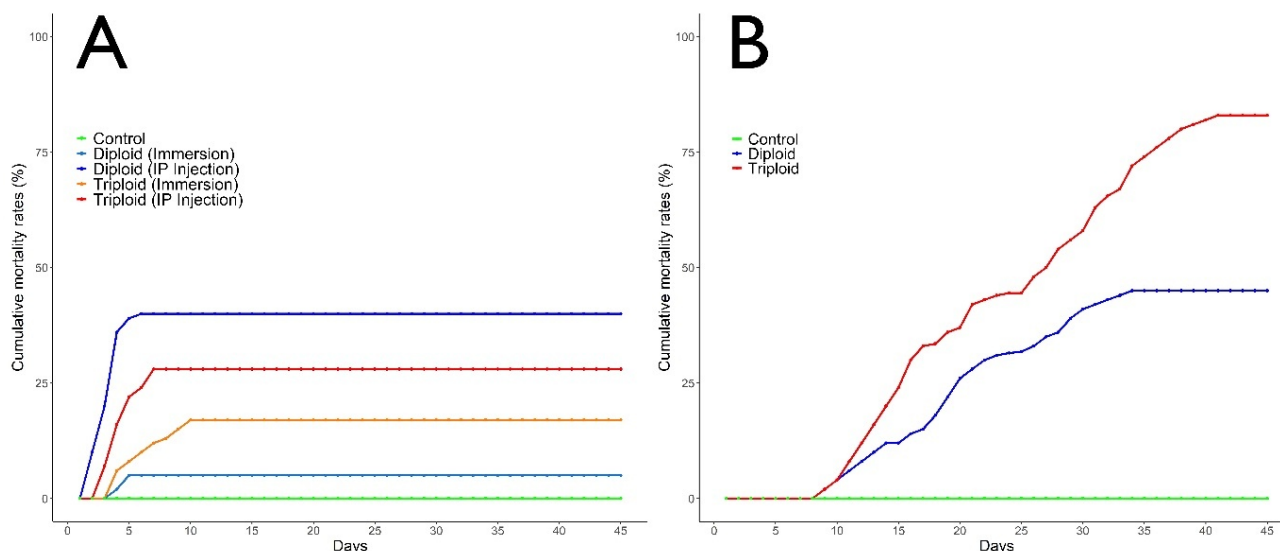 A
Cumulative mortality rates (%)
100
75
50
25
0
Control
Diploid (Immersion)
Diploid (IP Injection)
Triploid (Immersion)
Triploid (IP Injection)
0 5 10 15 20 25 30 35 40 45
Days
B
Cumulative mortality rates (%)
100
75
50
25
0
Control
Diploid
Triploid
0 5 10 15 20 25 30 35 40 45
Days